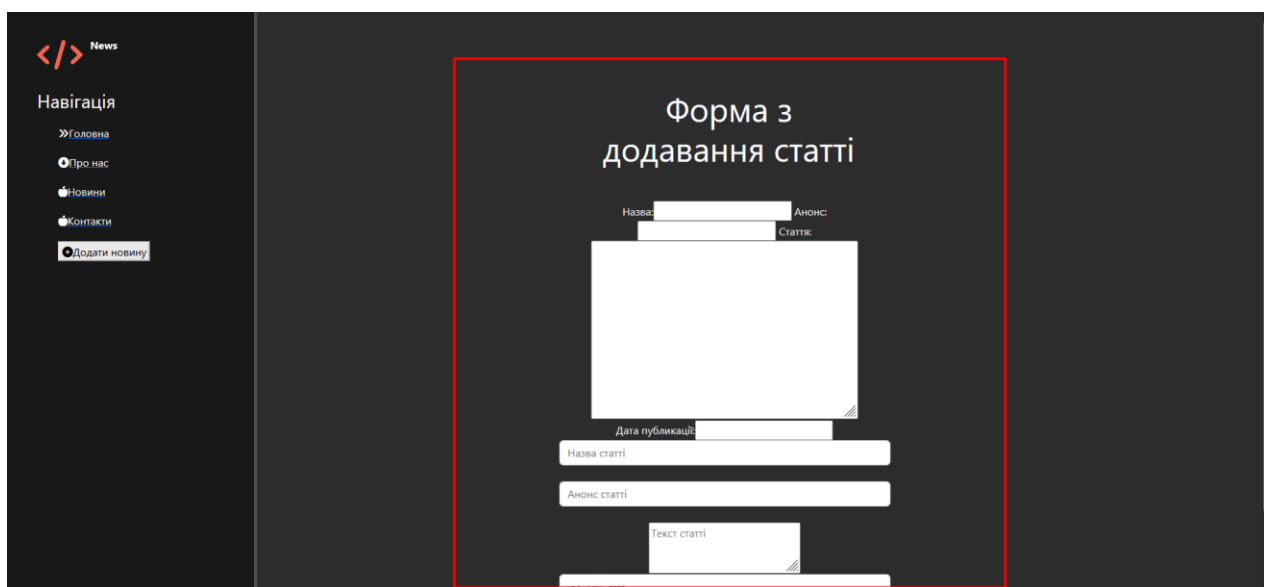 </> News
Навігація
Головна
Про нас
Новини
Контакти
Додати новину
Форма з
додавання статті
Назва: Анонс:
Стаття:
Дата публикації:
Назва статті
Анонс статті
Текст статті